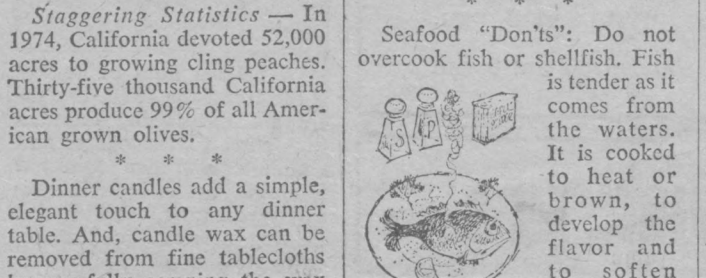 Staggering Statistics — In
1974, California devoted 52,000
acres to growing cling peaches.
Thirty-five thousand California
acres produce 99% of all Amer-
ican grown olives.
* * *
Dinner candles add a simple,
elegant touch to any dinner
table. And, candle wax can be
removed from fine tablecloths
* * *
Seafood "Don'ts": Do not
overcook fish or shellfish. Fish
is tender as it
comes from
the waters.
It is cooked
to heat or
brown, to
develop the
flavor and
to soften
S
P